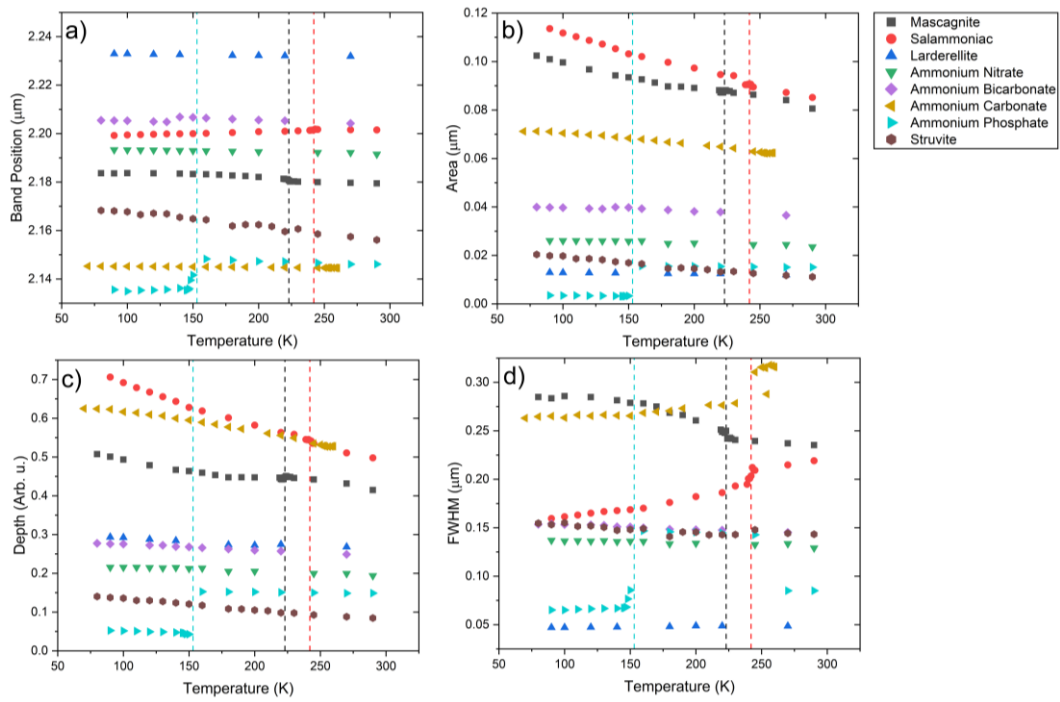 a)
2.24
2.22
2.20
2.18
2.16
2.14
Band Position (μm)
50 100 150 200 250 300
Temperature (K)
b)
0.12
0.10
0.08
0.06
0.04
0.02
0.00
Area (μm)
50 100 150 200 250 300
Temperature (K)
Mascagnite
Salammoniac
Larderellite
Ammonium Nitrate
Ammonium Bicarbonate
Ammonium Carbonate
Ammonium Phosphate
Struvite
c)
0.7
0.6
0.5
0.4
0.3
0.2
0.1
0.0
Depth (Arb. u.)
50 100 150 200 250 300
Temperature (K)
d)
0.30
0.25
0.20
0.15
0.10
0.05
FWHM (μm)
50 100 150 200 250 300
Temperature (K)